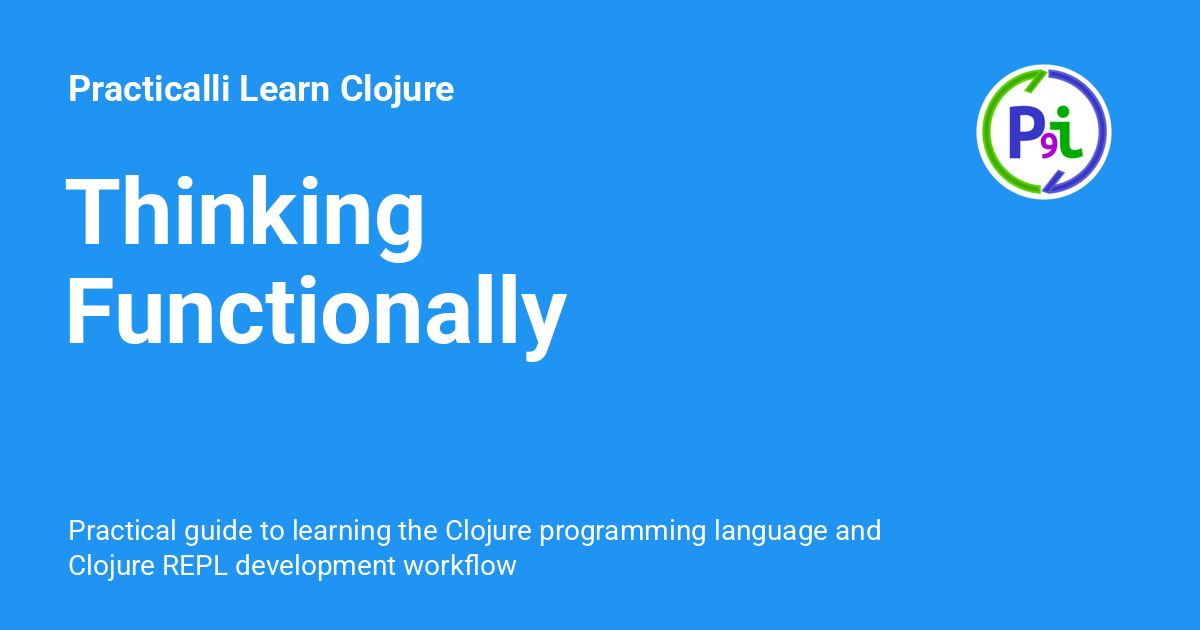 Practicalli Learn Clojure
P9i
Thinking
Functionally
Practical guide to learning the Clojure programming language and
Clojure REPL development workflow